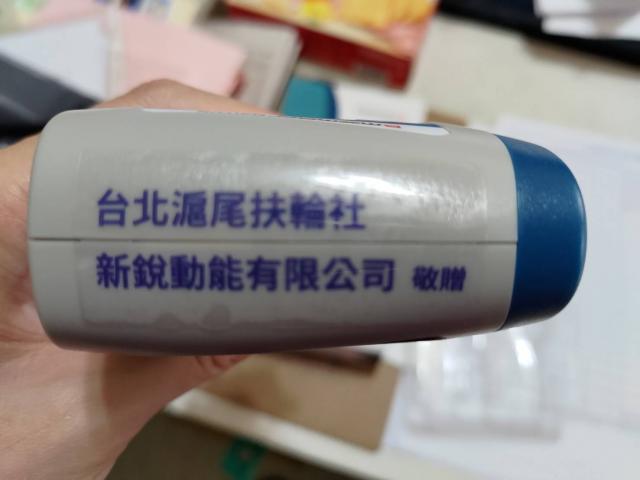 台北滬尾扶輪社
新銳動能有限公司 敬贈